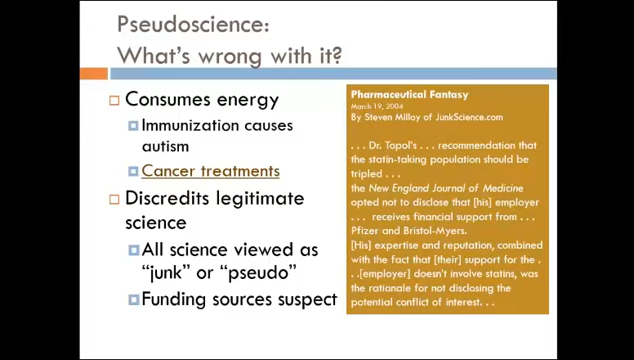 Pseudoscience:
What's wrong with it?
Consumes energy
Immunization causes
autism
Cancer treatments
Discredits legitimate
science
All science viewed as
"junk" or "pseudo"
Funding sources suspect
Pharmaceutical Fantasy
March 19, 2004
By Steven Milloy of JunkScience.com
. . . Dr. Topol's . . . recommendation that
the statin-taking population should be
tripled . . .
the New England Journal of Medicine
opted not to disclose that [his] employer
. . . receives financial support from . . .
Pfizer and Bristol-Myers.
[His] expertise and reputation, combined
with the fact that [their] support for the .
. .[employer] doesn't involve statins, was
the rationale for not disclosing the
potential conflict of interest. . .